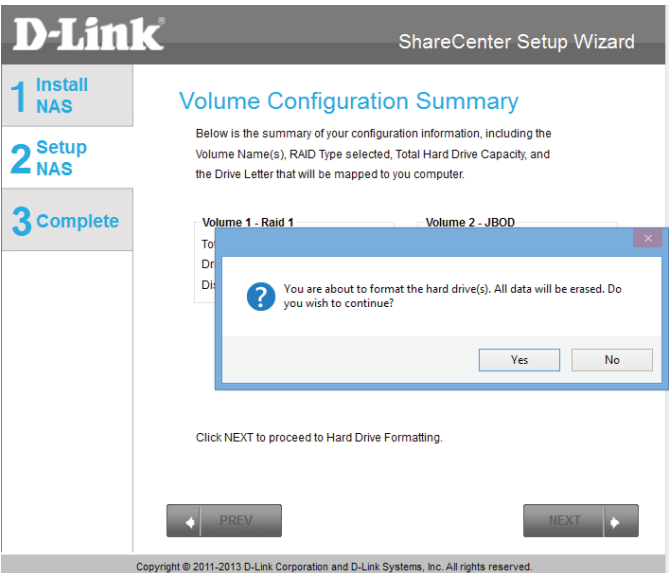 D-Link®
ShareCenter Setup Wizard
1 Install
NAS
2 Setup
NAS
3 Complete
Volume Configuration Summary
Below is the summary of your configuration information, including the
Volume Name(s), RAID Type selected, Total Hard Drive Capacity, and
the Drive Letter that will be mapped to you computer.
Volume 1 - Raid 1
Volume 2 - JBOD
You are about to format the hard drive(s). All data will be erased. Do
you wish to continue?
Yes
No
Click NEXT to proceed to Hard Drive Formatting.
PREV
NEXT
Copyright © 2011-2013 D-Link Corporation and D-Link Systems, Inc. All rights reserved.